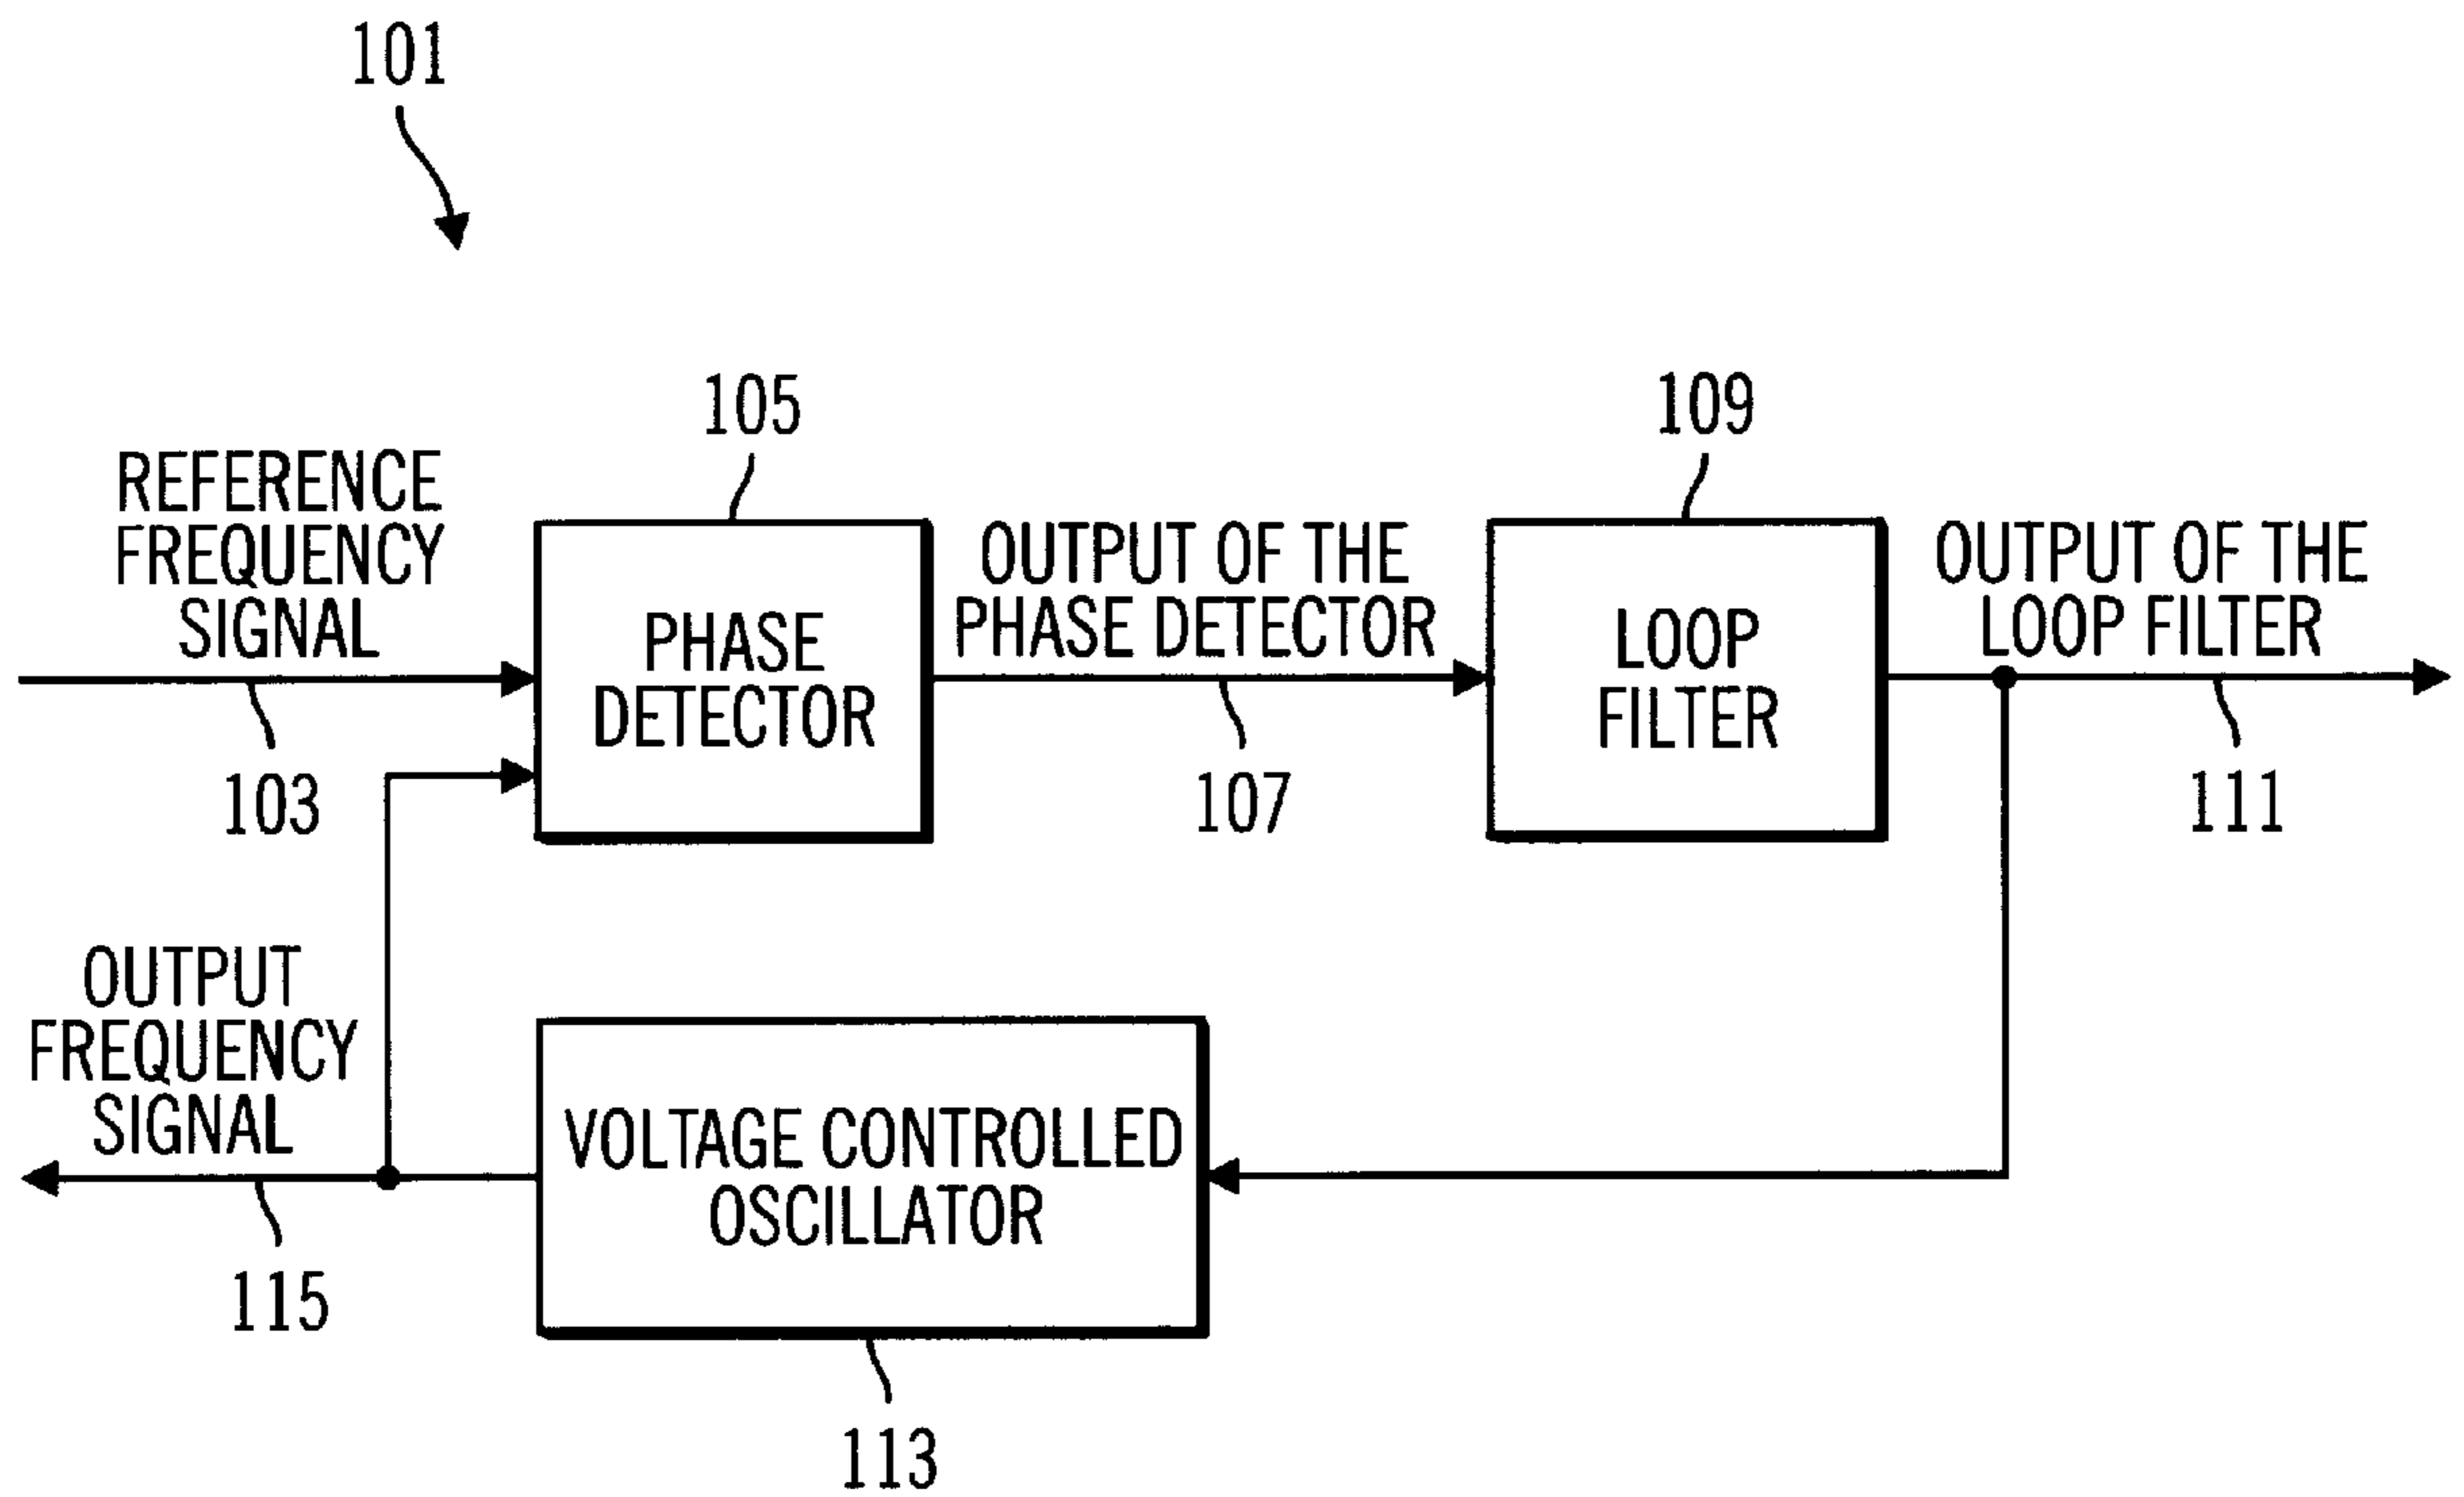 101
105
109
REFERENCE
FREQUENCY
SIGNAL
OUTPUT OF THE
PHASE DETECTOR
OUTPUT OF THE
LOOP FILTER
PHASE
DETECTOR
LOOP
FILTER
103
107
111
OUTPUT
FREQUENCY
SIGNAL
VOLTAGE CONTROLLED
OSCILLATOR
115
113